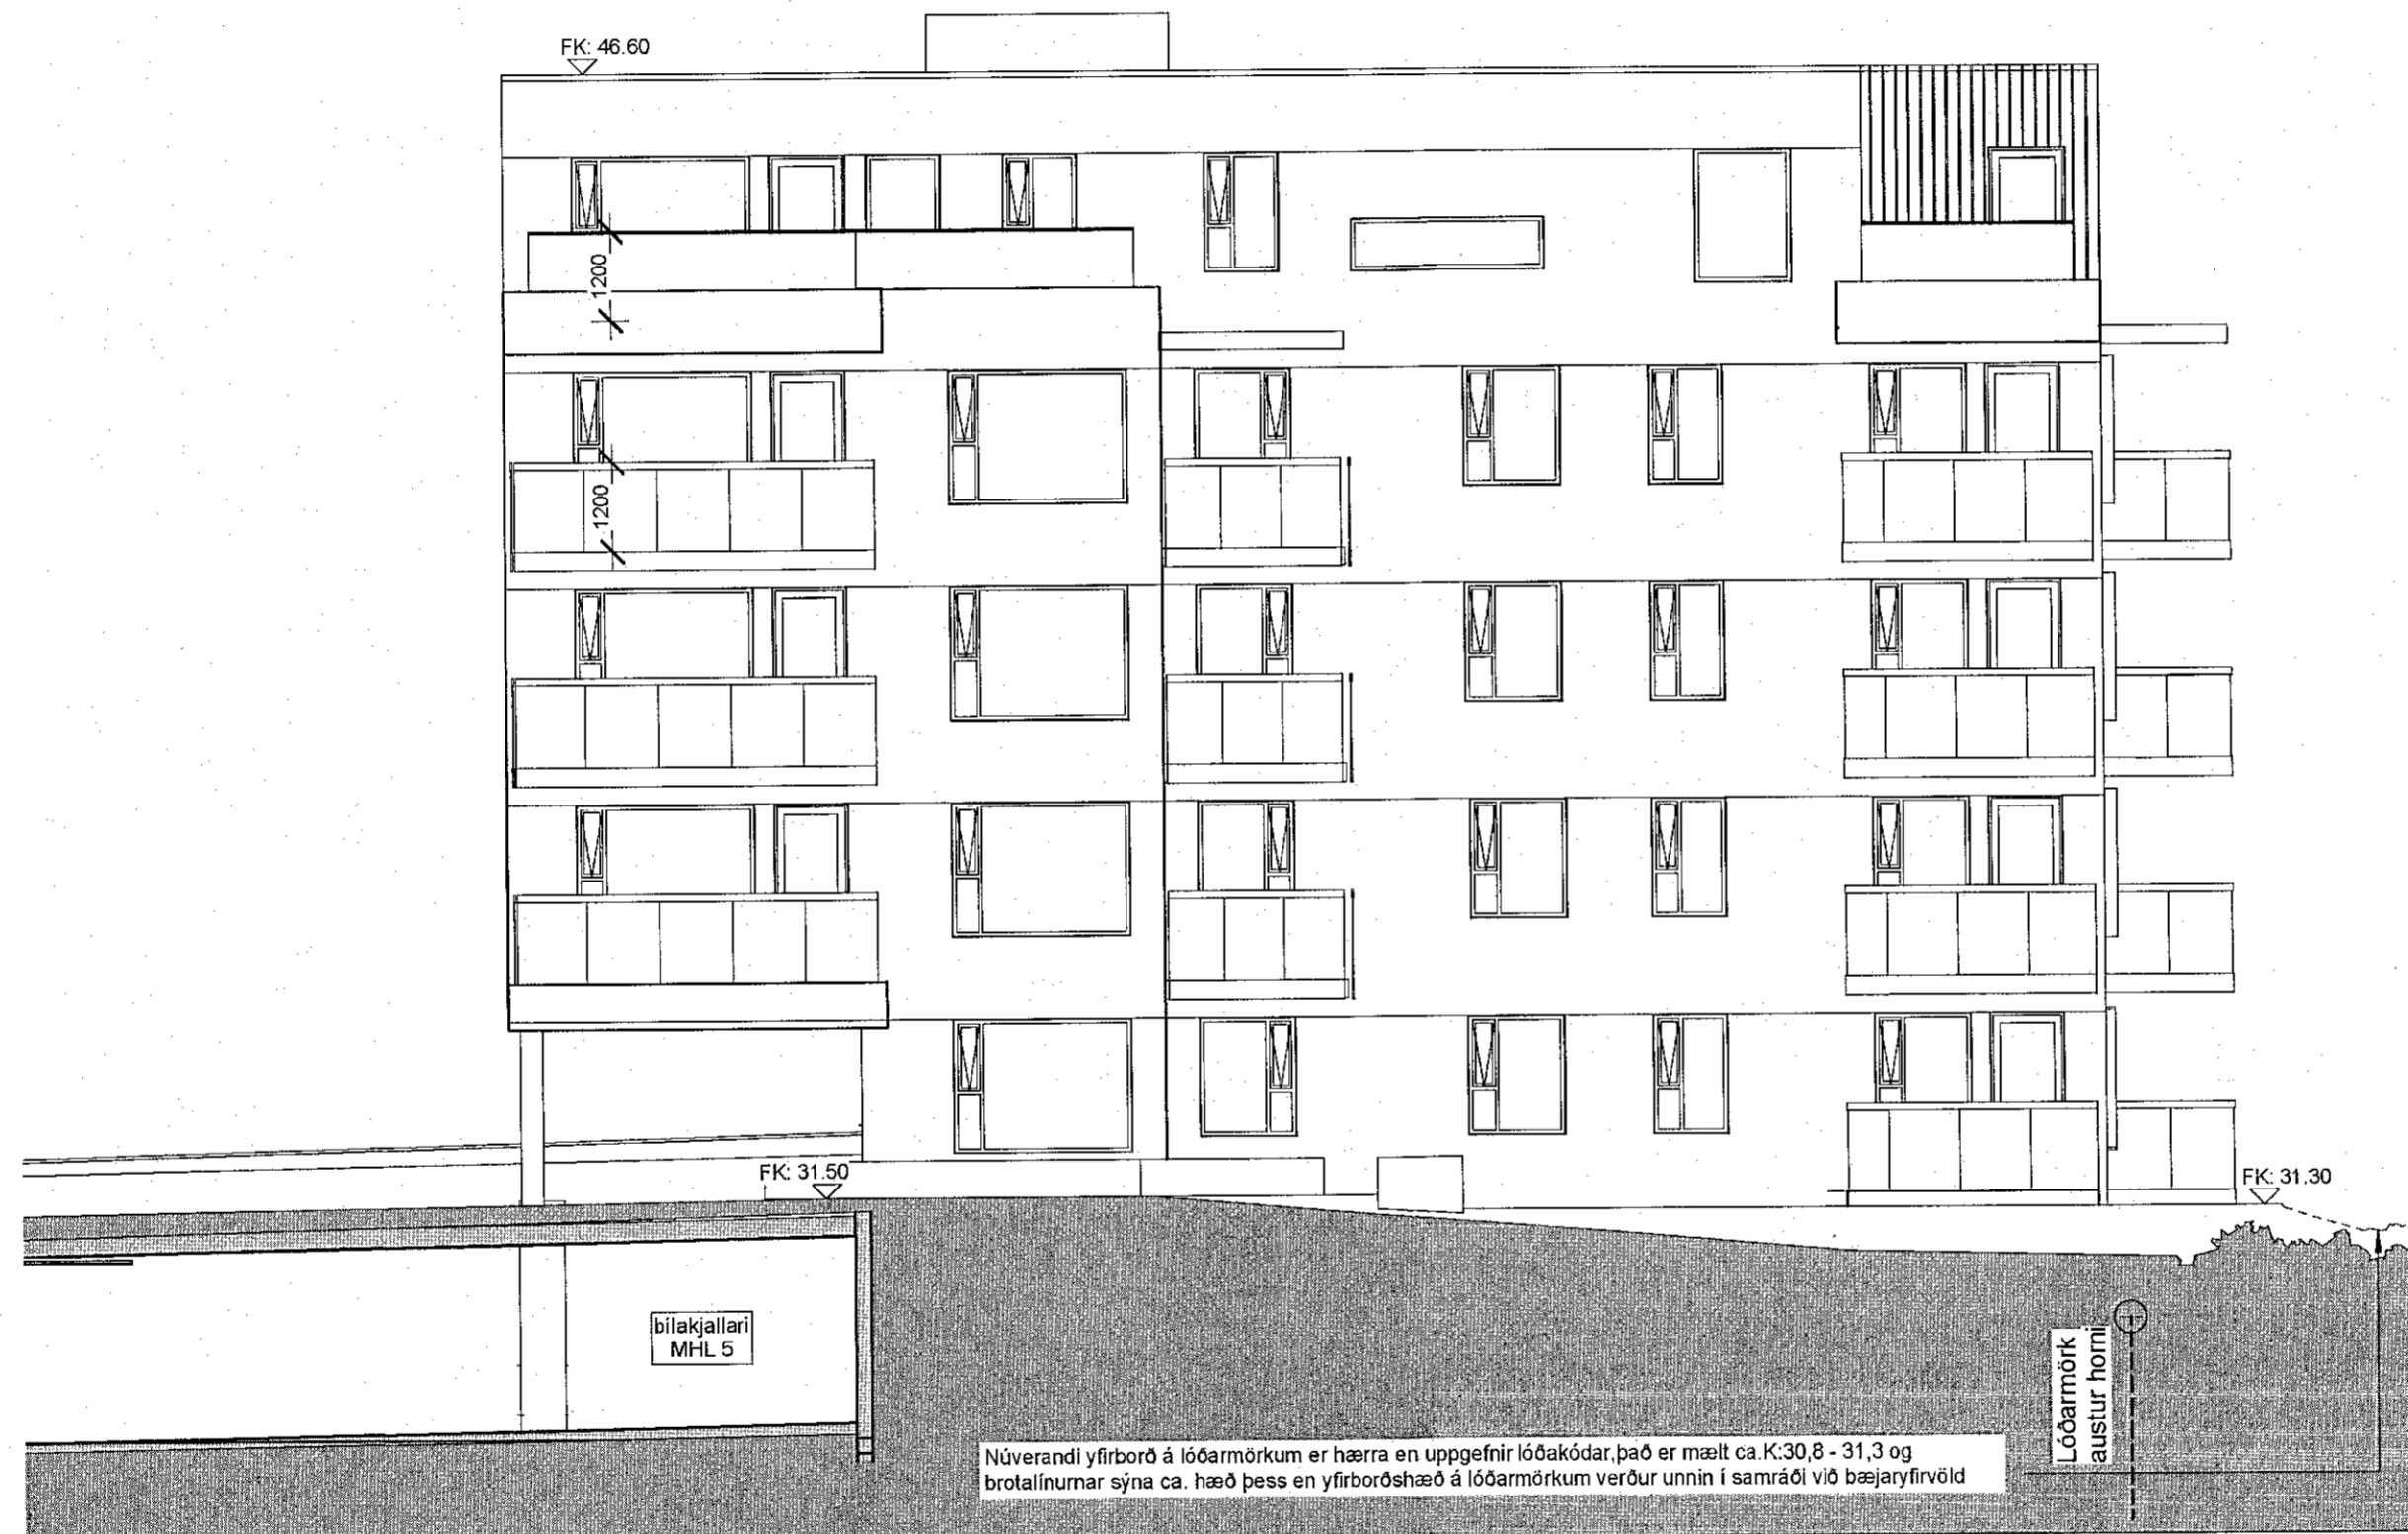 FK: 46.60
1200
1200
FK: 31.50
FK: 31.30
bílakjallari
MHL 5
Lóðarmörk
austur horni
Núverandi yfirborð á lóðarmörkum er hærra en uppgefnir lóðakódar,það er mælt ca.K:30,8 - 31,3 og
brotalínurnar sýna ca. hæð þess en yfirborðshæð á lóðarmörkum verður unnin í samráði við bæjaryfirvöld